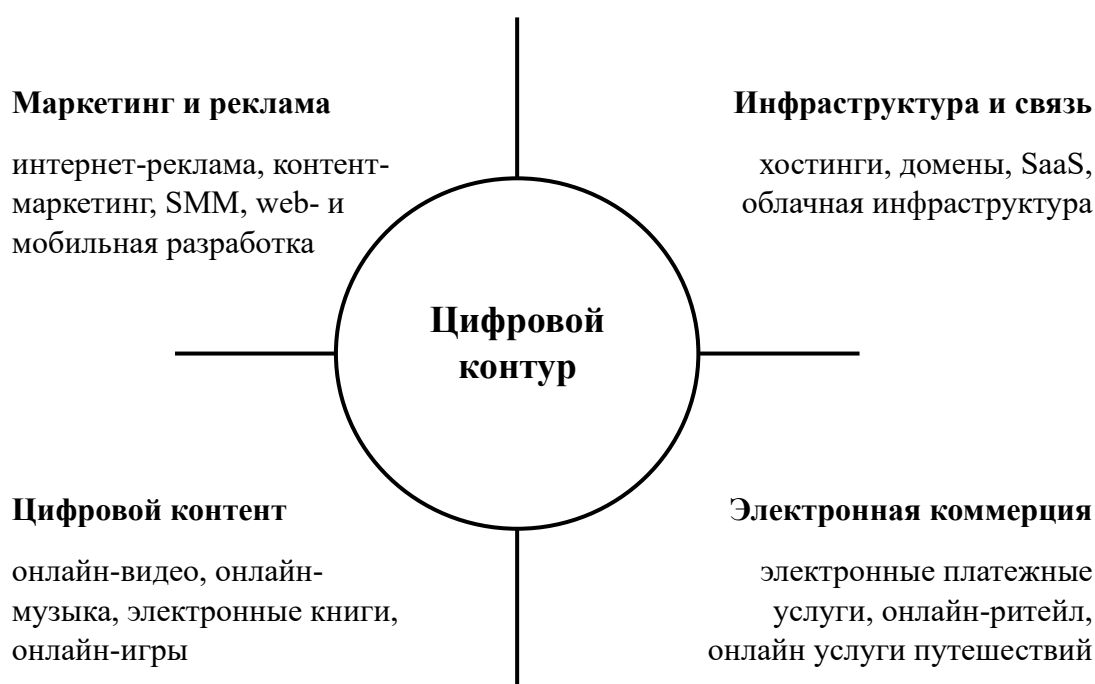 Маркетинг и реклама
интернет-реклама, контент-
маркетинг, SMM, web- и
мобильная разработка
Инфраструктура и связь
хостинги, домены, SaaS,
облачная инфраструктура
Цифровой
контур
Цифровой контент
онлайн-видео, онлайн-
музыка, электронные книги,
онлайн-игры
Электронная коммерция
электронные платежные
услуги, онлайн-ритейл,
онлайн услуги путешествий